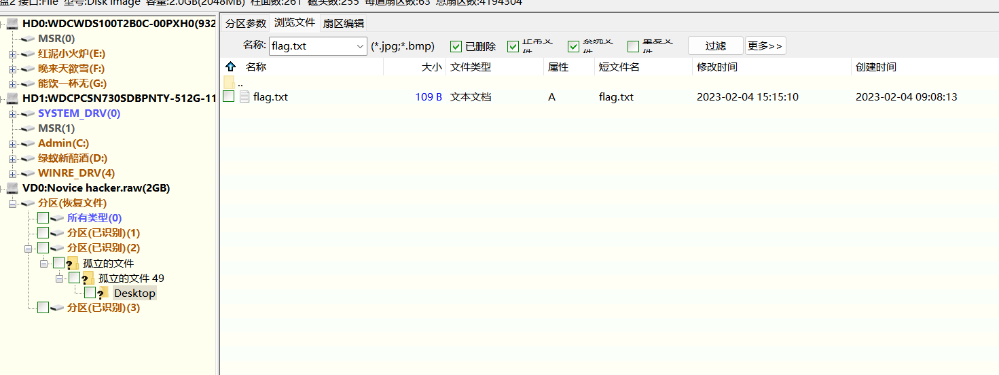 盘2 接口:File 型号:Disk Image 容量:2.0GB(2048MB) 柱面数:261 磁头数:255 每道扇区数:63 总扇区数:4194304
HD0:WDCWDS100T2B0C-00PXH0(932
MSR(0)
红泥小火炉(E:)
晚来天欲雪(F:)
能饮一杯无(G:)
HD1:WDCPCSN730SDBPNTY-512G-11
SYSTEM_DRV(0)
MSR(1)
Admin(C:)
绿蚁新醅酒(D:)
WINRE_DRV(4)
VD0:Novice hacker.raw(2GB)
分区(恢复文件)
所有类型(0)
分区(已识别)(1)
分区(已识别)(2)
孤立的文件
孤立的文件 49
Desktop
分区(已识别)(3)
分区参数 浏览文件 扇区编辑
名称: flag.txt (*.jpg;*.bmp) 已删除 正常文件 系统文件 重复文件 过滤 更多>>
名称 大小 文件类型 属性 短文件名 修改时间 创建时间
..
flag.txt 109 B 文本文档 A flag.txt 2023-02-04 15:15:10 2023-02-04 09:08:13